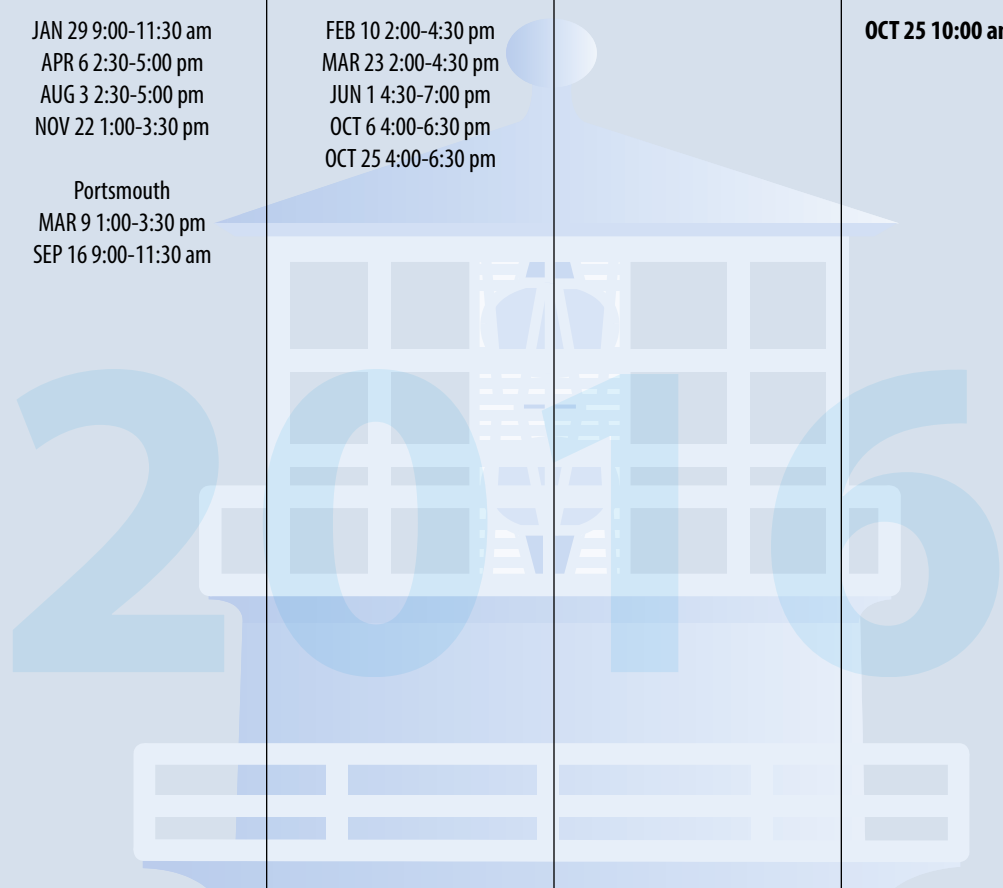 JAN 29 9:00-11:30 am
APR 6 2:30-5:00 pm
AUG 3 2:30-5:00 pm
NOV 22 1:00-3:30 pm
Portsmouth
MAR 9 1:00-3:30 pm
SEP 16 9:00-11:30 am
FEB 10 2:00-4:30 pm
MAR 23 2:00-4:30 pm
JUN 1 4:30-7:00 pm
OCT 6 4:00-6:30 pm
OCT 25 4:00-6:30 pm
OCT 25 10:00
2016